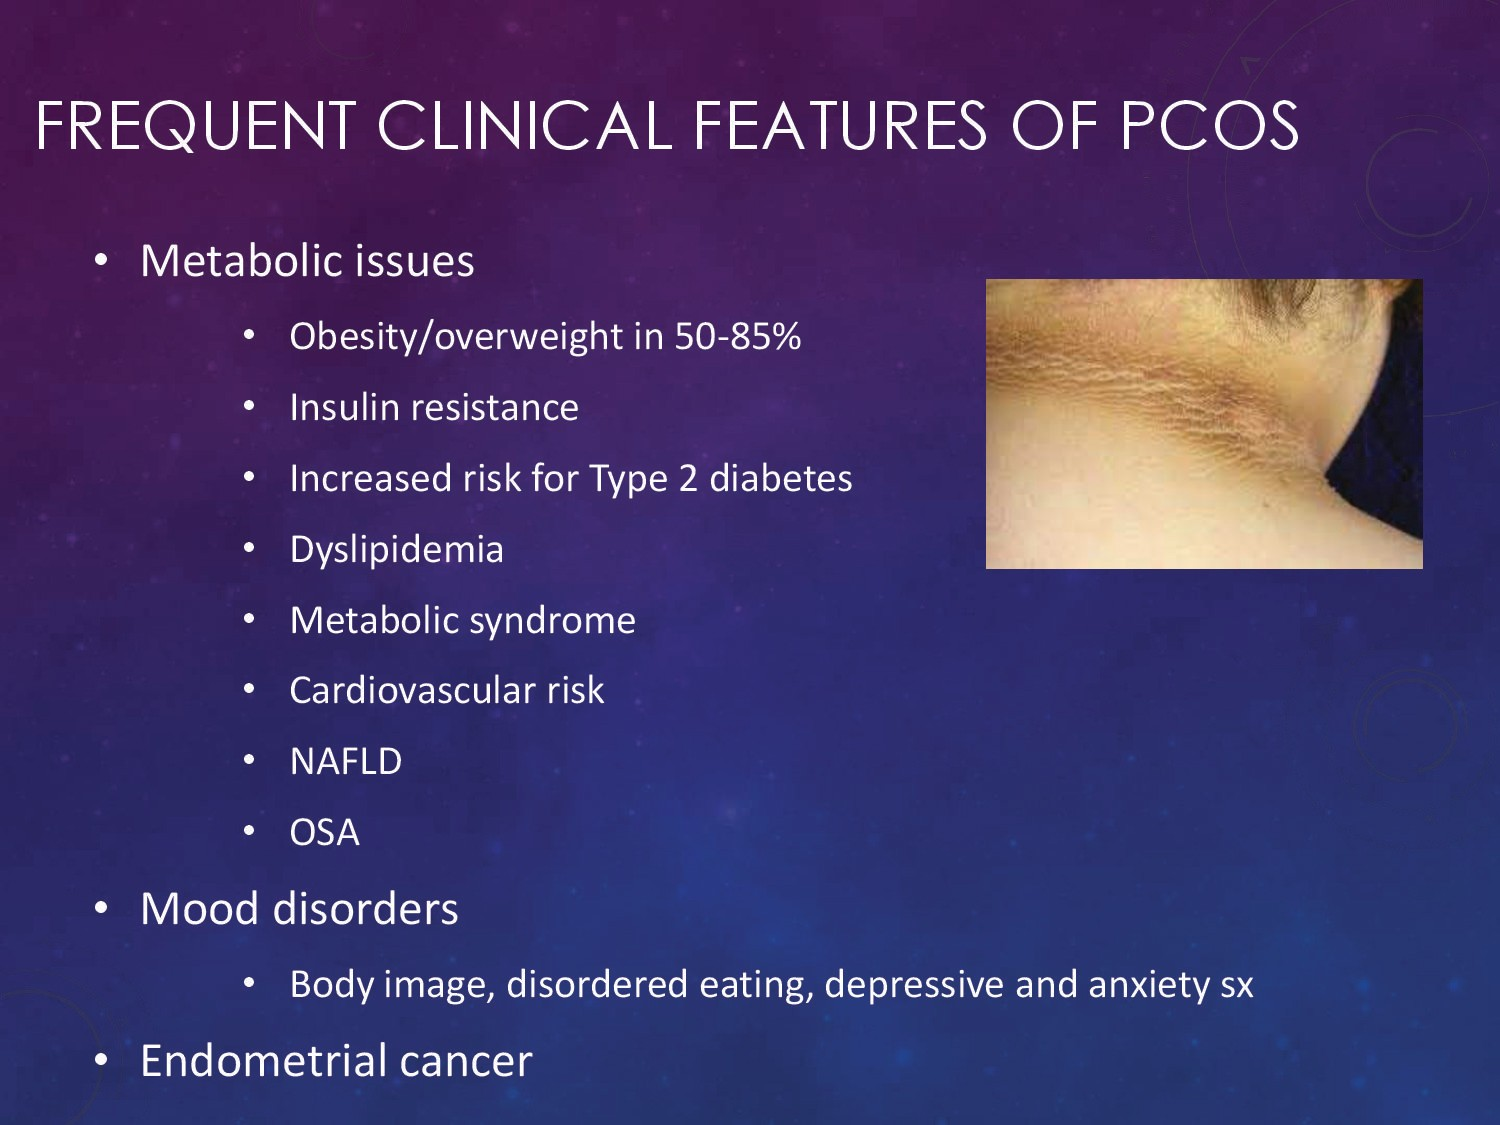 FREQUENT CLINICAL FEATURES OF PCOS
• Metabolic issues
• Obesity/overweight in 50-85%
• Insulin resistance
• Increased risk for Type 2 diabetes
• Dyslipidemia
• Metabolic syndrome
• Cardiovascular risk
• NAFLD
• OSA
• Mood disorders
• Body image, disordered eating, depressive and anxiety sx
• Endometrial cancer